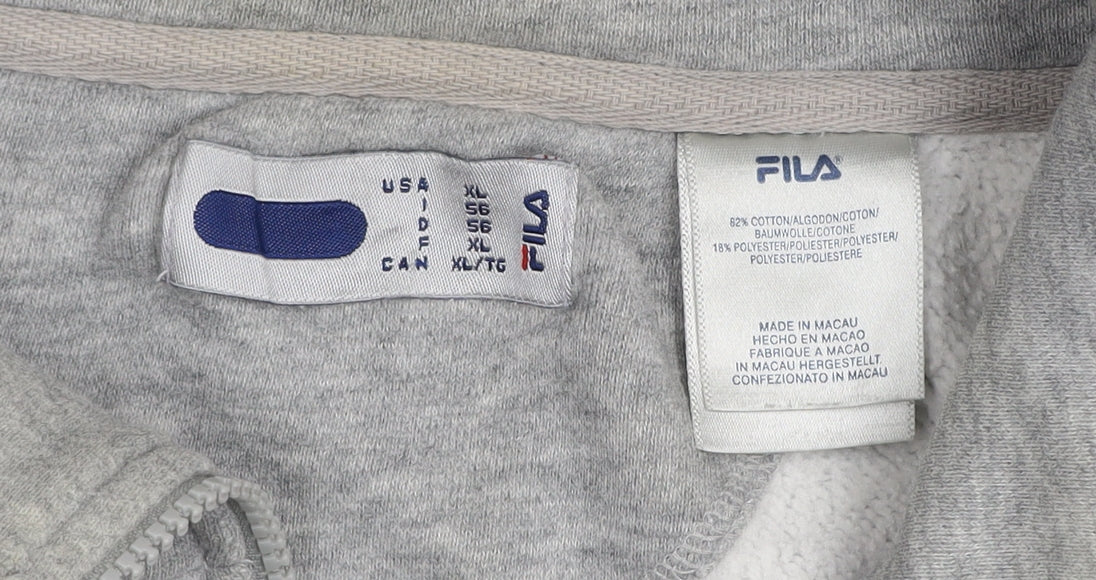 USA XL
I 56
D 56
F XL
CAN XL/TG
FILA
FILA
62% COTTON/ALGODON/COTON/
BAUMWOLLE/COTONE
18% POLYESTER/POLIESTER/POLYESTER/
POLYESTER/POLIESTERE
MADE IN MACAU
HECHO EN MACAO
FABRIQUE A MACAO
IN MACAU HERGESTELLT
CONFEZIONATO IN MACAU